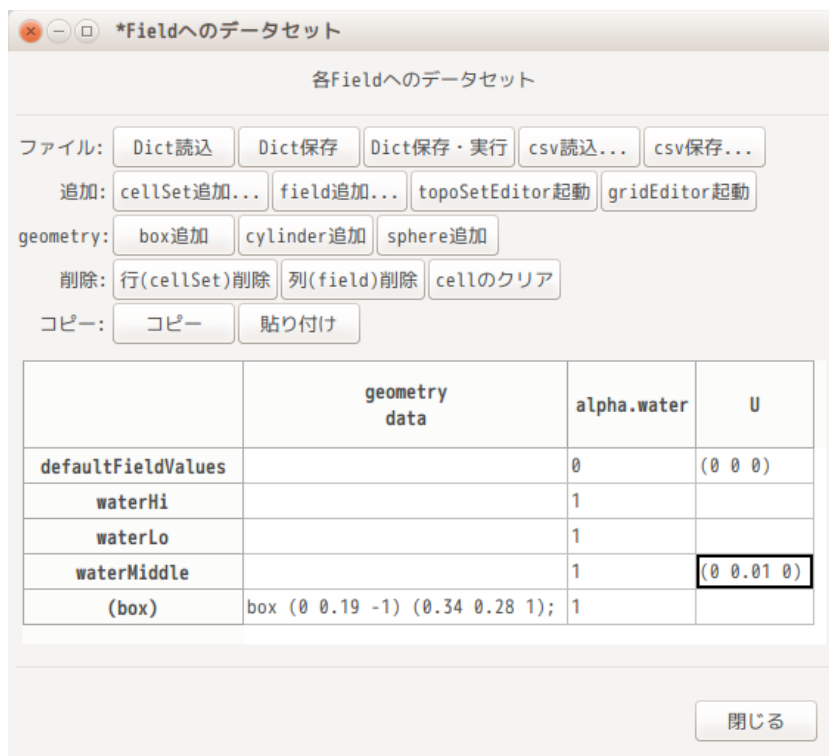 *Fieldへのデータセット
各Fieldへのデータセット
ファイル: Dict読込 Dict保存 Dict保存・実行 csv読込... csv保存...
追加: cellSet追加... field追加... topoSetEditor起動 gridEditor起動
geometry: box追加 cylinder追加 sphere追加
削除: 行(cellSet)削除 列(field)削除 cellのクリア
コピー: コピー 貼り付け
geometry
data
alpha.water U
defaultFieldValues 0 (0 0 0)
waterHi 1
waterLo 1
waterMiddle 1 (0 0.01 0)
(box) box (0 0.19 -1) (0.34 0.28 1); 1
閉じる